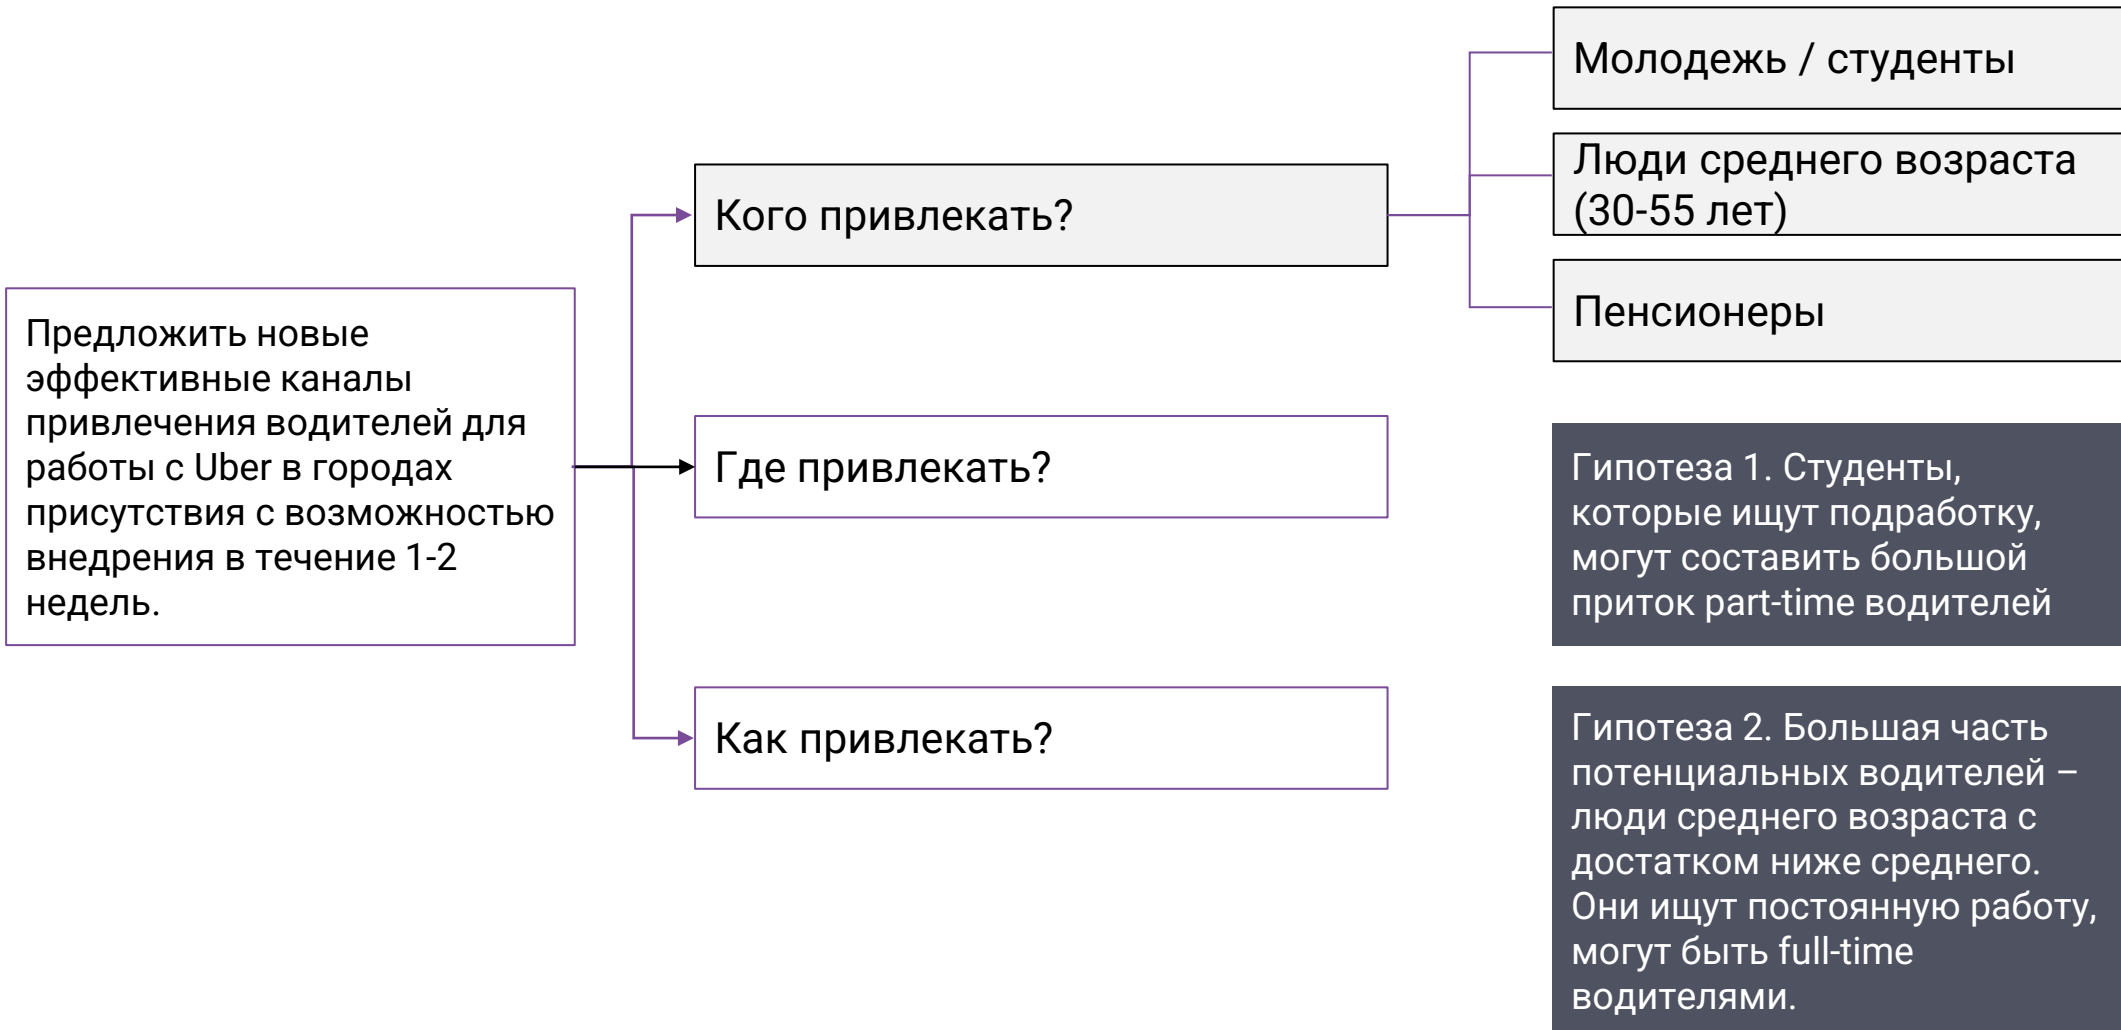 Предложить новые
эффективные каналы
привлечения водителей для
работы с Uber в городах
присутствия с возможностью
внедрения в течение 1-2
недель.
Кого привлекать?
Где привлекать?
Как привлекать?
Молодежь / студенты
Люди среднего возраста
(30-55 лет)
Пенсионеры
Гипотеза 1. Студенты,
которые ищут подработку,
могут составить большой
приток part-time водителей
Гипотеза 2. Большая часть
потенциальных водителей –
люди среднего возраста с
достатком ниже среднего.
Они ищут постоянную работу,
могут быть full-time
водителями.